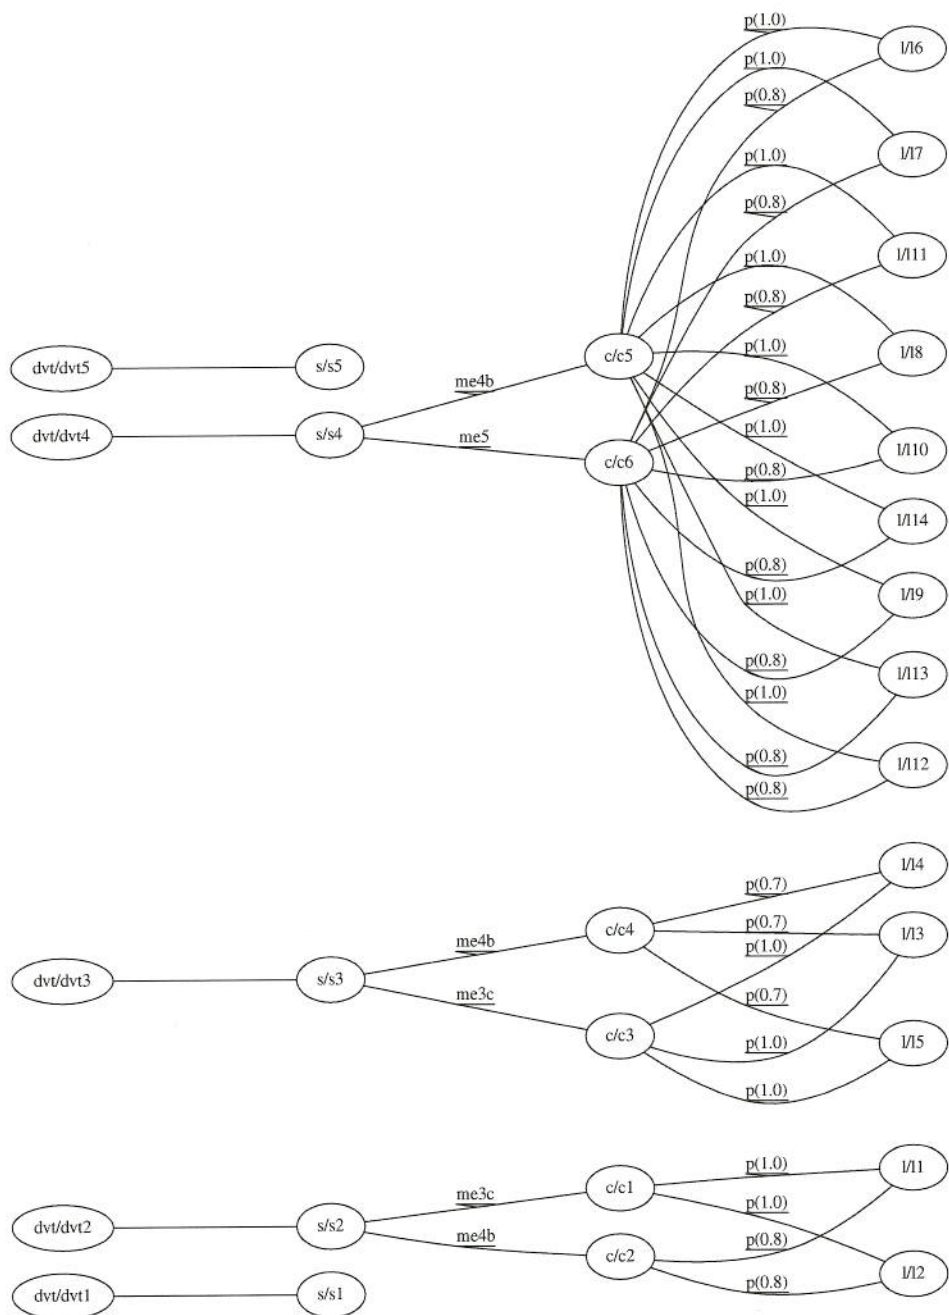 p(1.0)
l/l6
p(1.0)
p(0.8)
l/l7
p(1.0)
p(0.8)
l/l11
p(1.0)
p(0.8)
c/c5
p(1.0)
l/l8
dvt/dvt5
s/s5
me4b
p(0.8)
dvt/dvt4
s/s4
me5
p(1.0)
l/l10
c/c6
p(0.8)
p(1.0)
l/l14
p(0.8)
l/l9
p(1.0)
p(0.8)
l/l13
p(1.0)
p(0.8)
l/l12
p(0.8)
l/l4
p(0.7)
p(0.7)
c/c4
l/l3
me4b
p(1.0)
dvt/dvt3
s/s3
me3c
p(0.7)
c/c3
p(1.0)
l/l5
p(1.0)
p(1.0)
l/l1
c/c1
me3c
p(1.0)
dvt/dvt2
s/s2
me4b
p(0.8)
c/c2
l/l2
p(0.8)
dvt/dvt1
s/s1